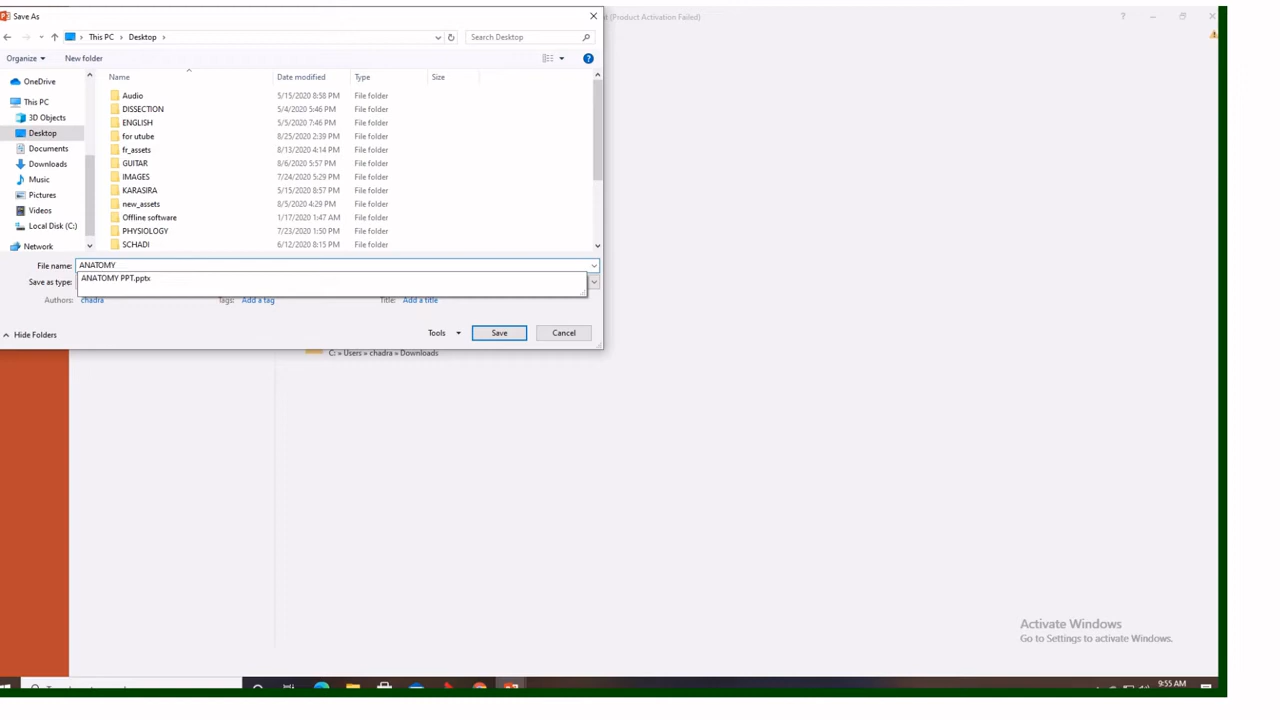 Save As
t (Product Activation Failed)
?
This PC
Desktop
Search Desktop
Organize
New folder
?
Name
Date modified
Type
Size
OneDrive
This PC
3D Objects
Desktop
Documents
Downloads
Music
Pictures
Videos
Local Disk (C:)
Network
Audio 5/15/2020 8:58 PM File folder
DISSECTION 5/4/2020 5:46 PM File folder
ENGLISH 5/5/2020 7:46 PM File folder
for utube 8/25/2020 2:39 PM File folder
fr_assets 8/13/2020 4:14 PM File folder
GUITAR 8/6/2020 5:57 PM File folder
IMAGES 7/24/2020 5:29 PM File folder
KARASIRA 5/15/2020 8:57 PM File folder
new_assets 8/5/2020 4:29 PM File folder
Offline software 1/17/2020 1:47 AM File folder
PHYSIOLOGY 7/23/2020 1:50 PM File folder
SCHADI 6/12/2020 8:15 PM File folder
File name: ANATOMY
ANATOMY PPT.pptx
Save as type:
Authors: chadra
Tags: Add a tag
Title: Add a title
Hide Folders
Tools
Save
Cancel
C: » Users » chadra » Downloads
Activate Windows
Go to Settings to activate Windows.
9:55 AM